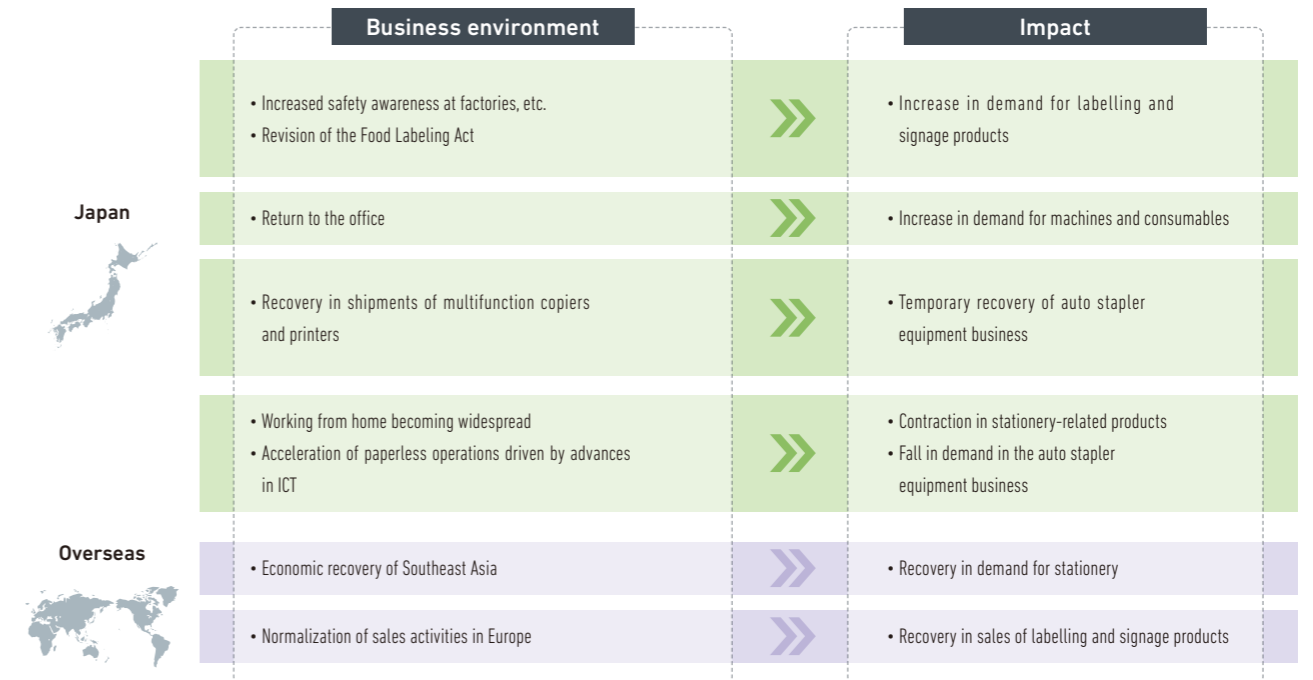 Business environment
Impact
Japan
• Increased safety awareness at factories, etc.
• Revision of the Food Labeling Act
• Increase in demand for labelling and
signage products
• Return to the office
• Increase in demand for machines and consumables
• Recovery in shipments of multifunction copiers
and printers
• Temporary recovery of auto stapler
equipment business
• Working from home becoming widespread
• Acceleration of paperless operations driven by advances
in ICT
• Contraction in stationery-related products
• Fall in demand in the auto stapler
equipment business
Overseas
• Economic recovery of Southeast Asia
• Recovery in demand for stationery
• Normalization of sales activities in Europe
• Recovery in sales of labelling and signage products